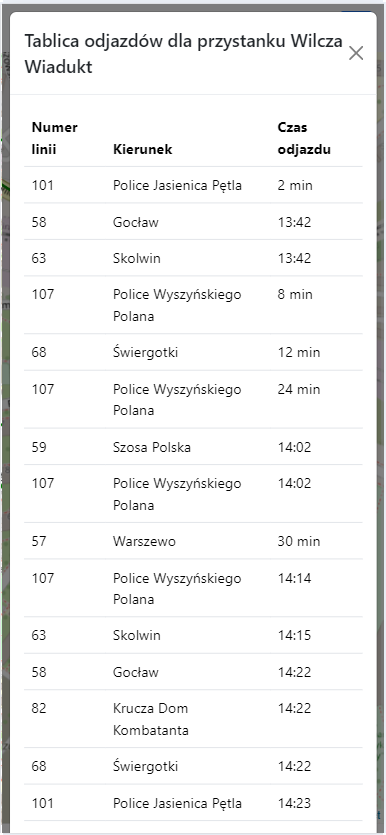 Tablica odjazdów dla przystanku Wilcza
Wiadukt
Numer
linii Kierunek Czas
odjazdu
101 Police Jasienica Pętla 2 min
58 Gocław 13:42
63 Skolwin 13:42
107 Police Wyszyńskiego 8 min
Polana
68 Świergotki 12 min
107 Police Wyszyńskiego 24 min
Polana
59 Szosa Polska 14:02
107 Police Wyszyńskiego 14:02
Polana
57 Warszewo 30 min
107 Police Wyszyńskiego 14:14
Polana
63 Skolwin 14:15
58 Gocław 14:22
82 Krucza Dom 14:22
Kombatanta
68 Świergotki 14:22
101 Police Jasienica Pętla 14:23